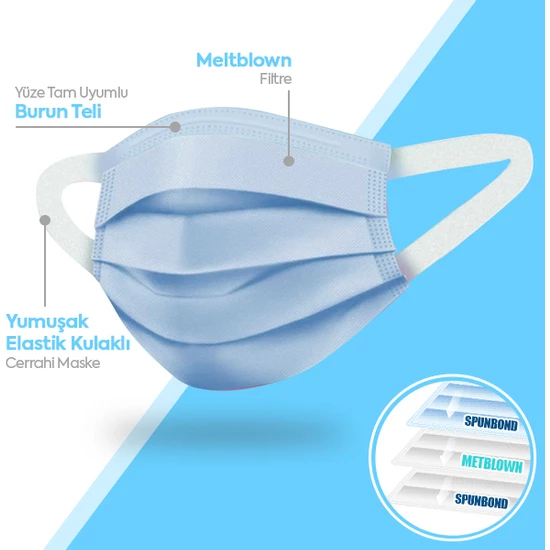 Meltblown
Filtre
Yüze Tam Uyumlu
Burun Teli
Yumuşak
Elastik Kulaklı
Cerrahi Maske
SPUNBOND
METBLOWN
SPUNBOND